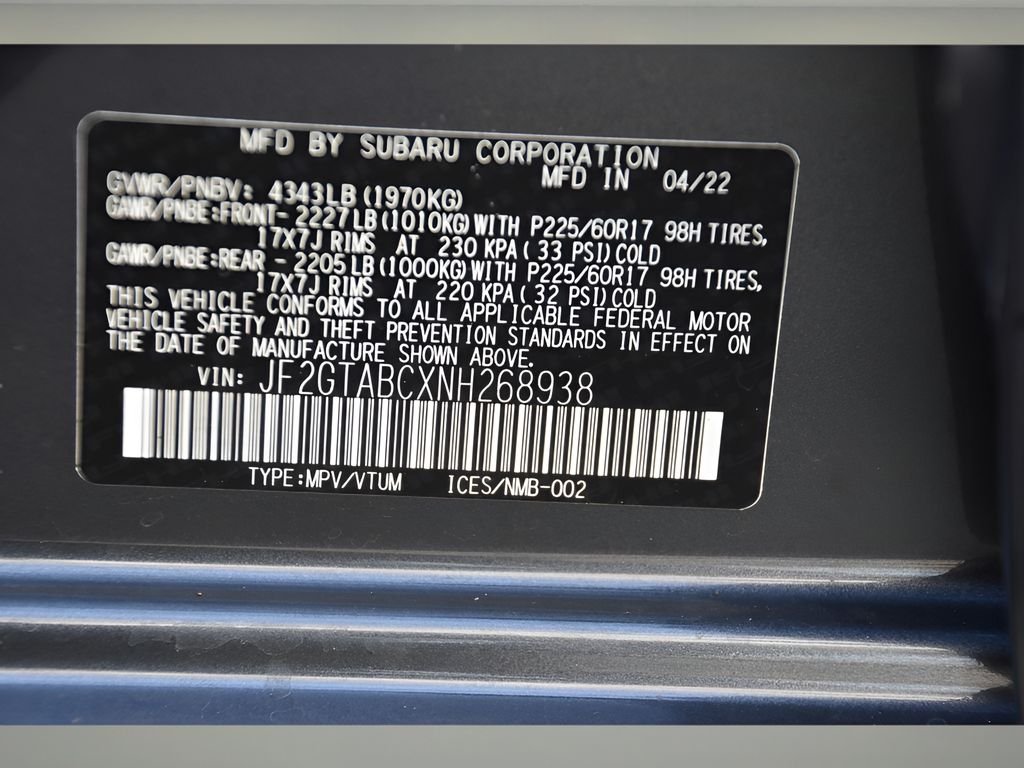 MFD BY SUBARU CORPORATION
MFD IN 04/22
GVWR/PNBV: 4343LB (1970KG)
GAWR/PNBE:FRONT- 2227LB(1010KG)WITH P225/60R17 98H TIRES,
17X7J RIMS AT 230 KPA(33 PSI)COLD
GAWR/PNBE:REAR - 2205LB(1000KG)WITH P225/60R17 98H TIRES,
17X7J RIMS AT 220 KPA(32 PSI)COLD
THIS VEHICLE CONFORMS TO ALL APPLICABLE FEDERAL MOTOR
VEHICLE SAFETY AND THEFT PREVENTION STANDARDS IN EFFECT ON
THE DATE OF MANUFACTURE SHOWN ABOVE.
VIN: JF2GTABCXNH268938
TYPE:MPV/VTUM ICES/NMB-002